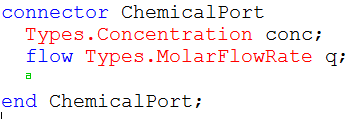 connector ChemicalPort
Types.Concentration conc;
flow Types.MolarFlowRate q;
a
end ChemicalPort;